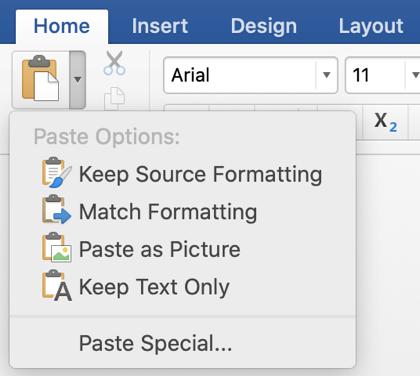 Home Insert Design Layout
Arial 11
X2
Paste Options:
Keep Source Formatting
Match Formatting
Paste as Picture
A Keep Text Only
Paste Special...